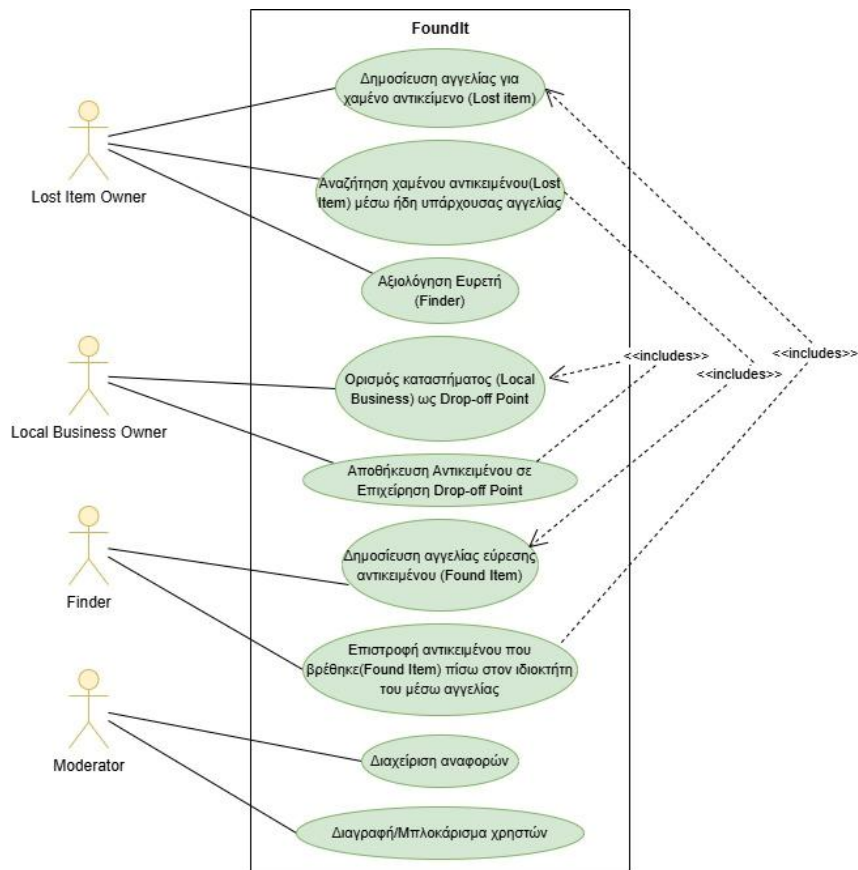 FoundIt
Δημοσίευση αγγελίας για
χαμένο αντικείμενο (Lost item)
Lost Item Owner
Αναζήτηση χαμένου αντικειμένου(Lost
Item) μέσω ήδη υπάρχουσας αγγελίας
Αξιολόγηση Ευρετή
(Finder)
<<includes>>
<<includes>>
<<includes>>
Ορισμός καταστήματος (Local
Business) ως Drop-off Point
Local Business Owner
Αποθήκευση Αντικειμένου σε
Επιχείρηση Drop-off Point
Δημοσίευση αγγελίας εύρεσης
αντικειμένου (Found Item)
Finder
Επιστροφή αντικειμένου που
βρέθηκε(Found Item) πίσω στον ιδιοκτήτη
του μέσω αγγελίας
Moderator
Διαχείριση αναφορών
Διαγραφή/Μπλοκάρισμα χρηστών